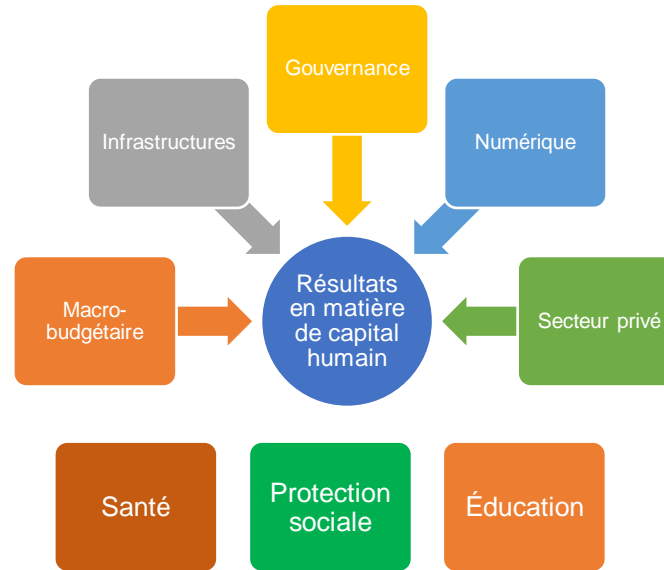 Gouvernance
Infrastructures
Numérique
Macro-
budgétaire
Résultats
en matière
de capital
humain
Secteur privé
Santé
Protection
sociale
Éducation